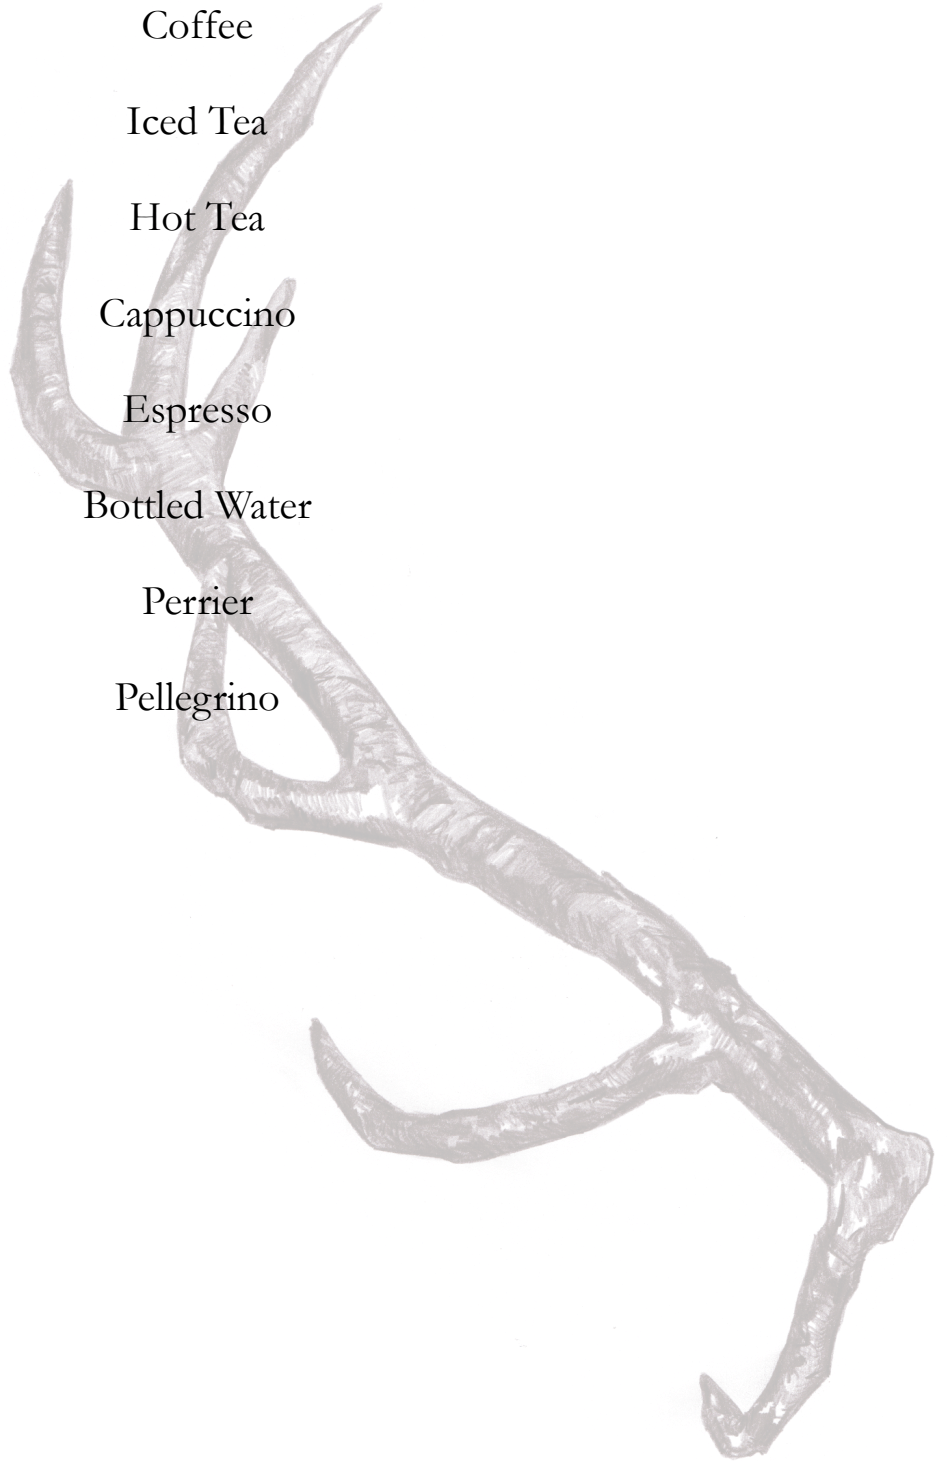 Coffee
Iced Tea
Hot Tea
Cappuccino
Espresso
Bottled Water
Perrier
Pellegrino